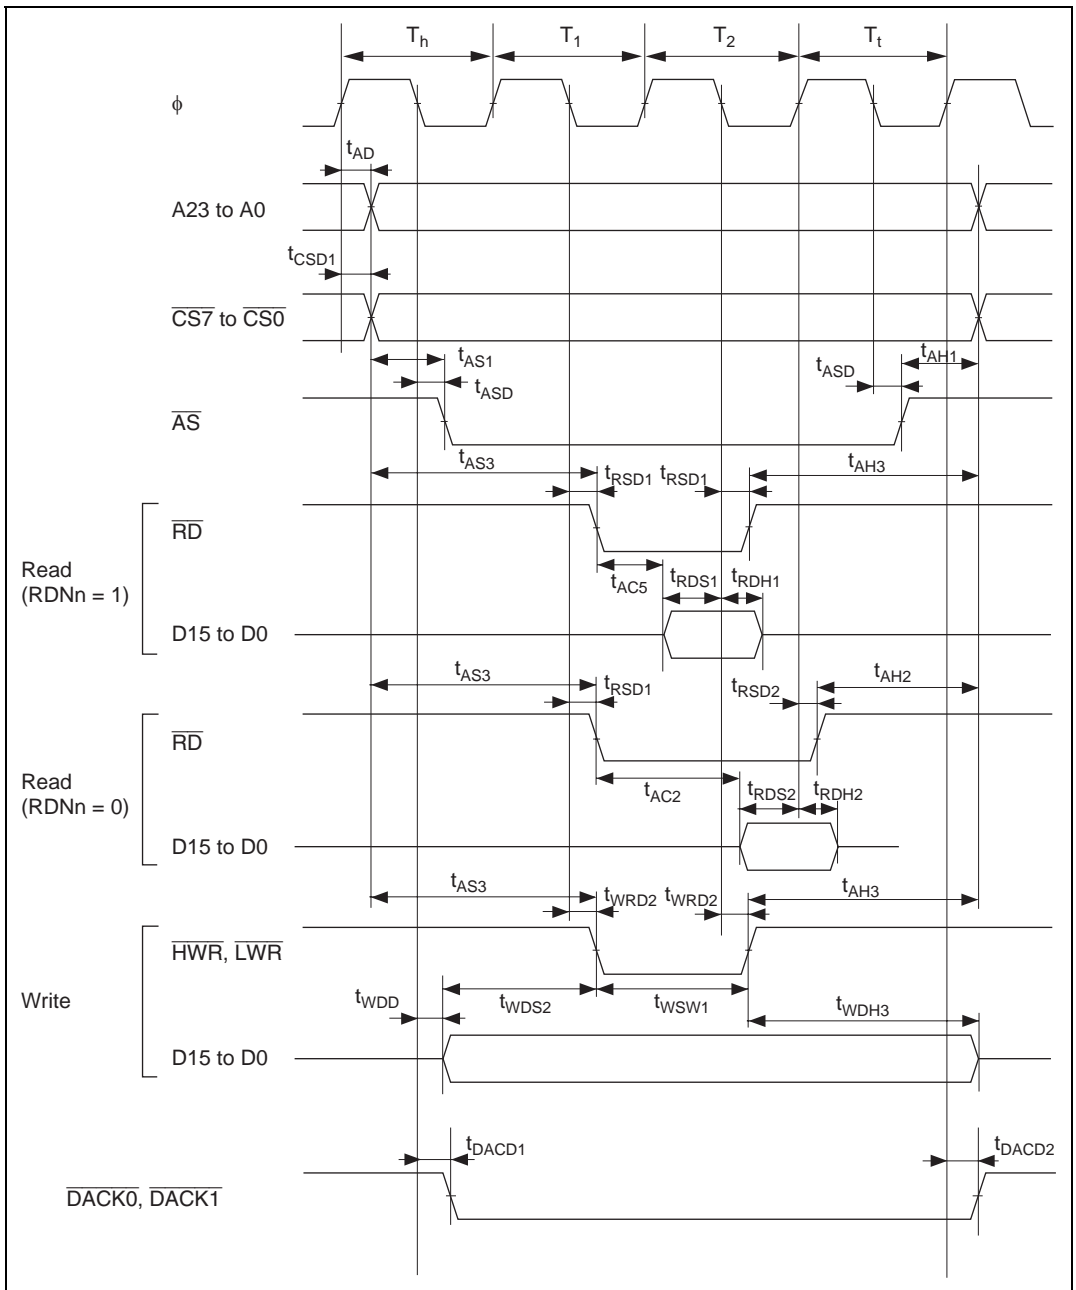 Th T1 T2 Tt
φ
tAD
A23 to A0
tCSD1
CS7 to CS0
tAS1 tAH1
tASD tASD
AS
tAS3 tRSD1 tRSD1 tAH3
RD
Read
(RDNn = 1)
tAC5 tRDS1 tRDH1
D15 to D0
tAS3 tRSD1 tRSD2 tAH2
RD
Read
(RDNn = 0)
tAC2 tRDS2 tRDH2
D15 to D0
tAS3 tWRD2 tWRD2 tAH3
HWR, LWR
Write
tWDD tWDS2 tWSW1 tWDH3
D15 to D0
tDACD1 tDACD2
DACK0, DACK1